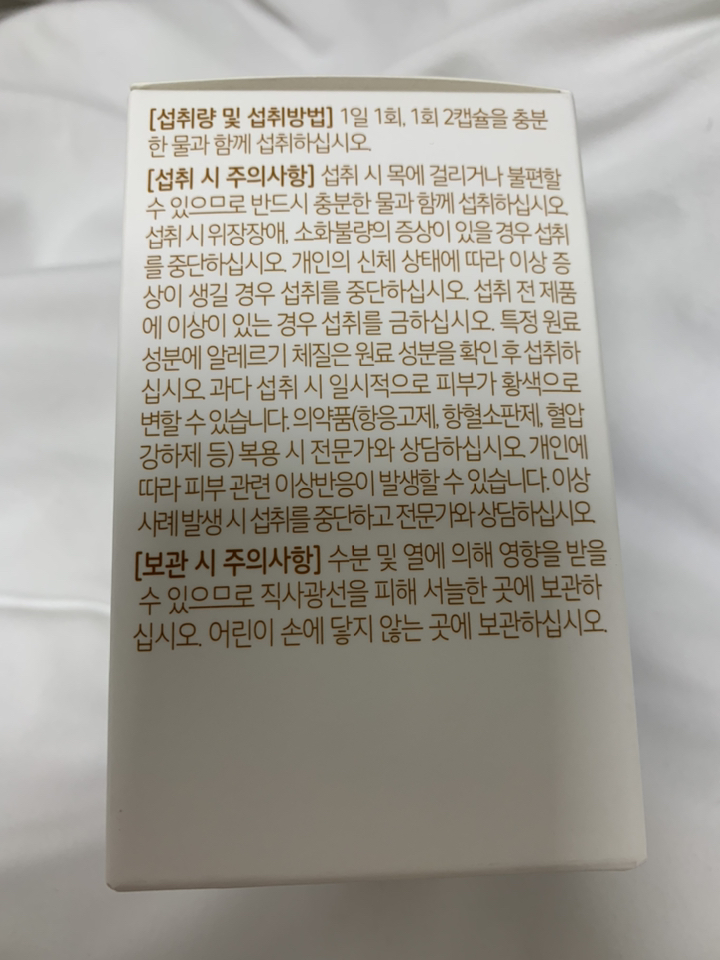 [섭취량 및 섭취방법] 1일 1회, 1회 2캡슐을 충분
한 물과 함께 섭취하십시오.
[섭취 시 주의사항] 섭취 시 목에 걸리거나 불편할
수 있으므로 반드시 충분한 물과 함께 섭취하십시오.
섭취 시 위장장애, 소화불량의 증상이 있을 경우 섭취
를 중단하십시오. 개인의 신체 상태에 따라 이상 증
상이 생길 경우 섭취를 중단하십시오. 섭취 전 제품
에 이상이 있는 경우 섭취를 금하십시오. 특정 원료
성분에 알레르기 체질은 원료 성분을 확인 후 섭취하
십시오. 과다 섭취 시 일시적으로 피부가 황색으로
변할 수 있습니다. 의약품(항응고제, 항혈소판제, 혈압
강하제 등) 복용 시 전문가와 상담하십시오. 개인에
따라 피부 관련 이상반응이 발생할 수 있습니다. 이상
사례 발생 시 섭취를 중단하고 전문가와 상담하십시오.
[보관 시 주의사항] 수분 및 열에 의해 영향을 받을
수 있으므로 직사광선을 피해 서늘한 곳에 보관하
십시오. 어린이 손에 닿지 않는 곳에 보관하십시오.